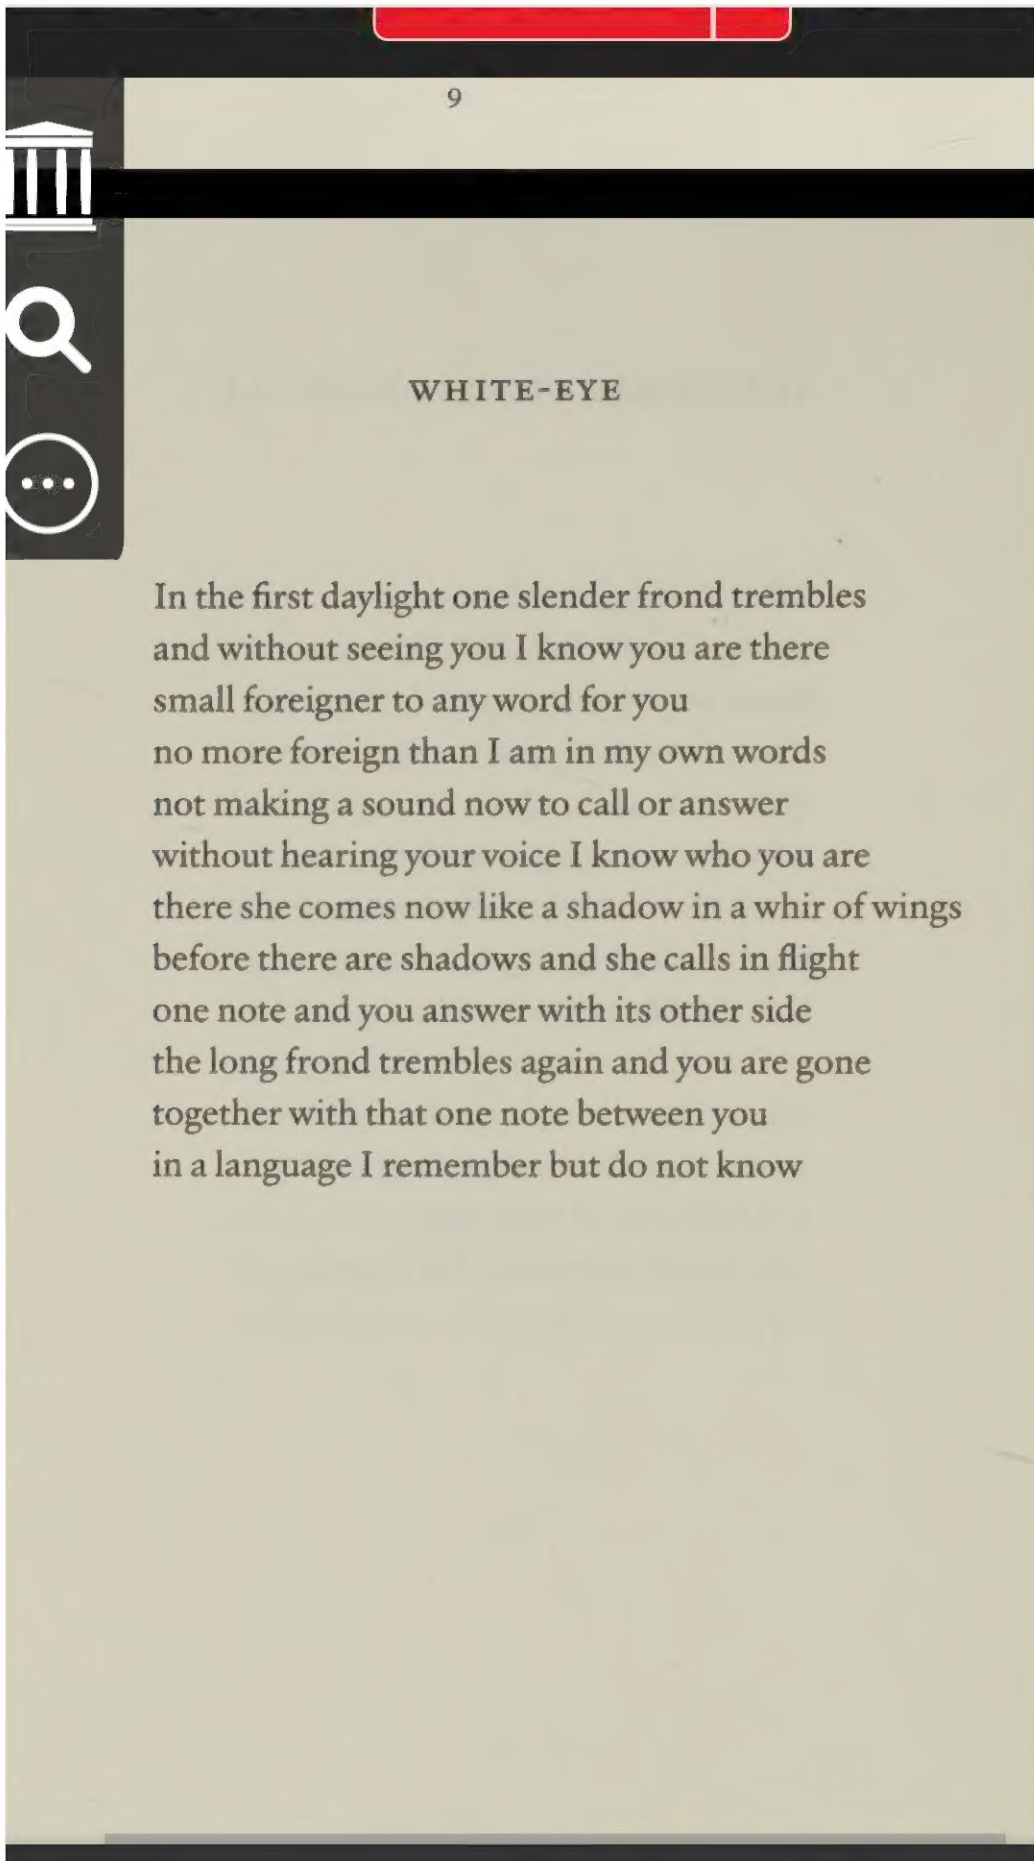 9
WHITE-EYE
In the first daylight one slender frond trembles
and without seeing you I know you are there
small foreigner to any word for you
no more foreign than I am in my own words
not making a sound now to call or answer
without hearing your voice I know who you are
there she comes now like a shadow in a whir of wings
before there are shadows and she calls in flight
one note and you answer with its other side
the long frond trembles again and you are gone
together with that one note between you
in a language I remember but do not know